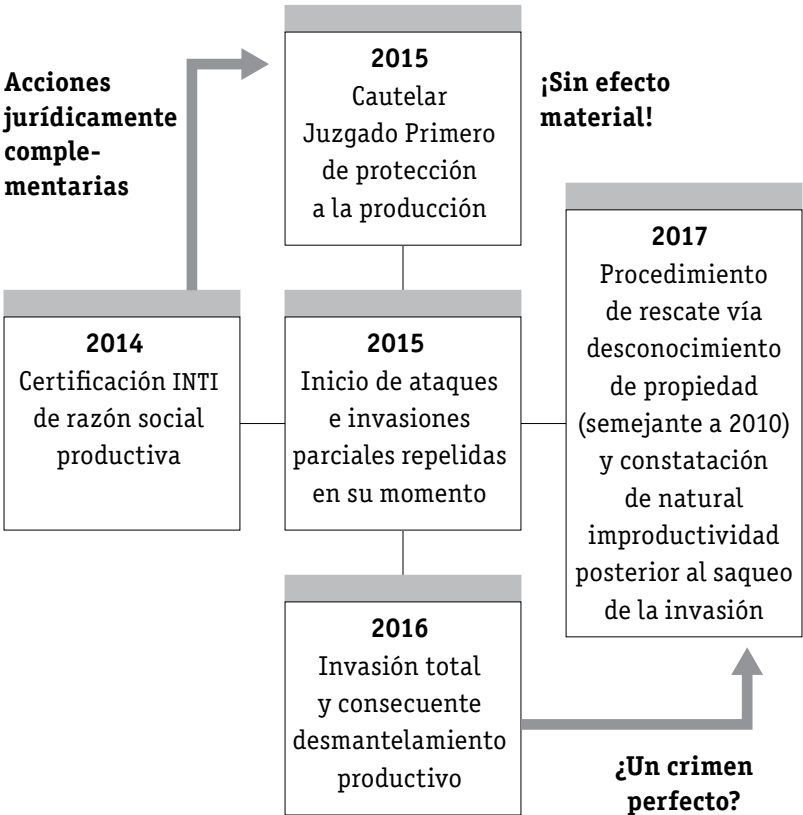 Acciones
jurídicamente
comple-
mentarias
2015
Cautelar
Juzgado Primero
de protección
a la producción
¡Sin efecto
material!
2014
Certificación INTI
de razón social
productiva
2015
Inicio de ataques
e invasiones
parciales repelidas
en su momento
2017
Procedimiento
de rescate vía
desconocimiento
de propiedad
(semejante a 2010)
y constatación
de natural
improductividad
posterior al saqueo
de la invasión
2016
Invasión total
y consecuente
desmantelamiento
productivo
¿Un crimen
perfecto?